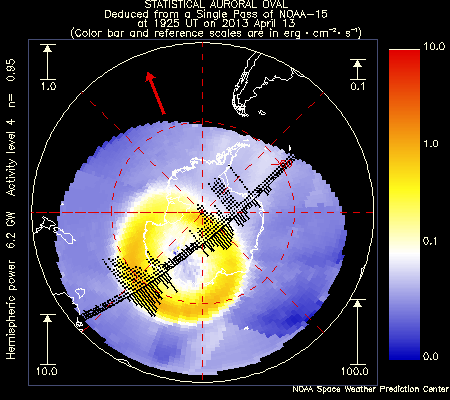 STATISTICAL AURORAL OVAL
Deduced from a Single Pass of NOAA-15
at 1925 UT on 2013 April 13
(Color bar and reference scales are in erg·cm⁻²·s⁻¹)
Hemispheric power 6.2 GW Activity level 4 n= 0.95
1.0
0.1
10.0
100.0
10.0
1.0
0.1
0.0
NOAA Space Weather Prediction Center